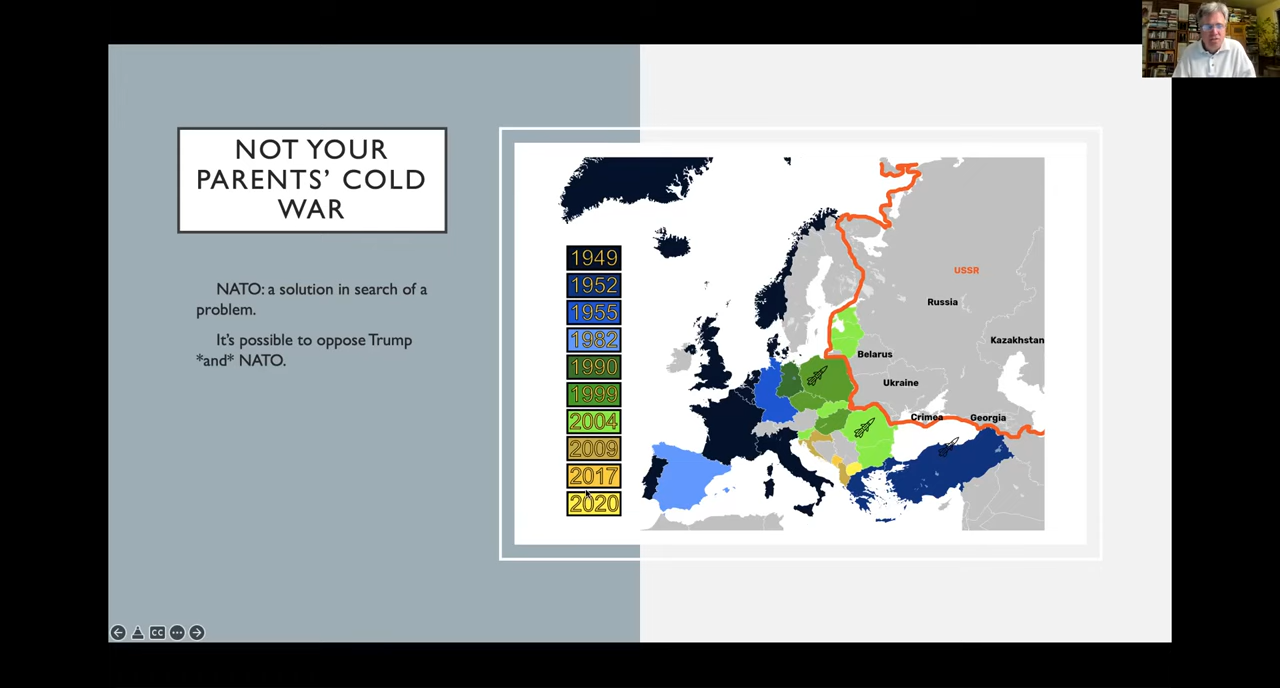 NOT YOUR
PARENTS’ COLD
WAR
NATO: a solution in search of a
problem.
It’s possible to oppose Trump
*and* NATO.
1949
1952
1955
1982
1990
1999
2004
2009
2017
2020
USSR
Russia
Kazakhstan
Belarus
Ukraine
Crimea
Georgia
CC